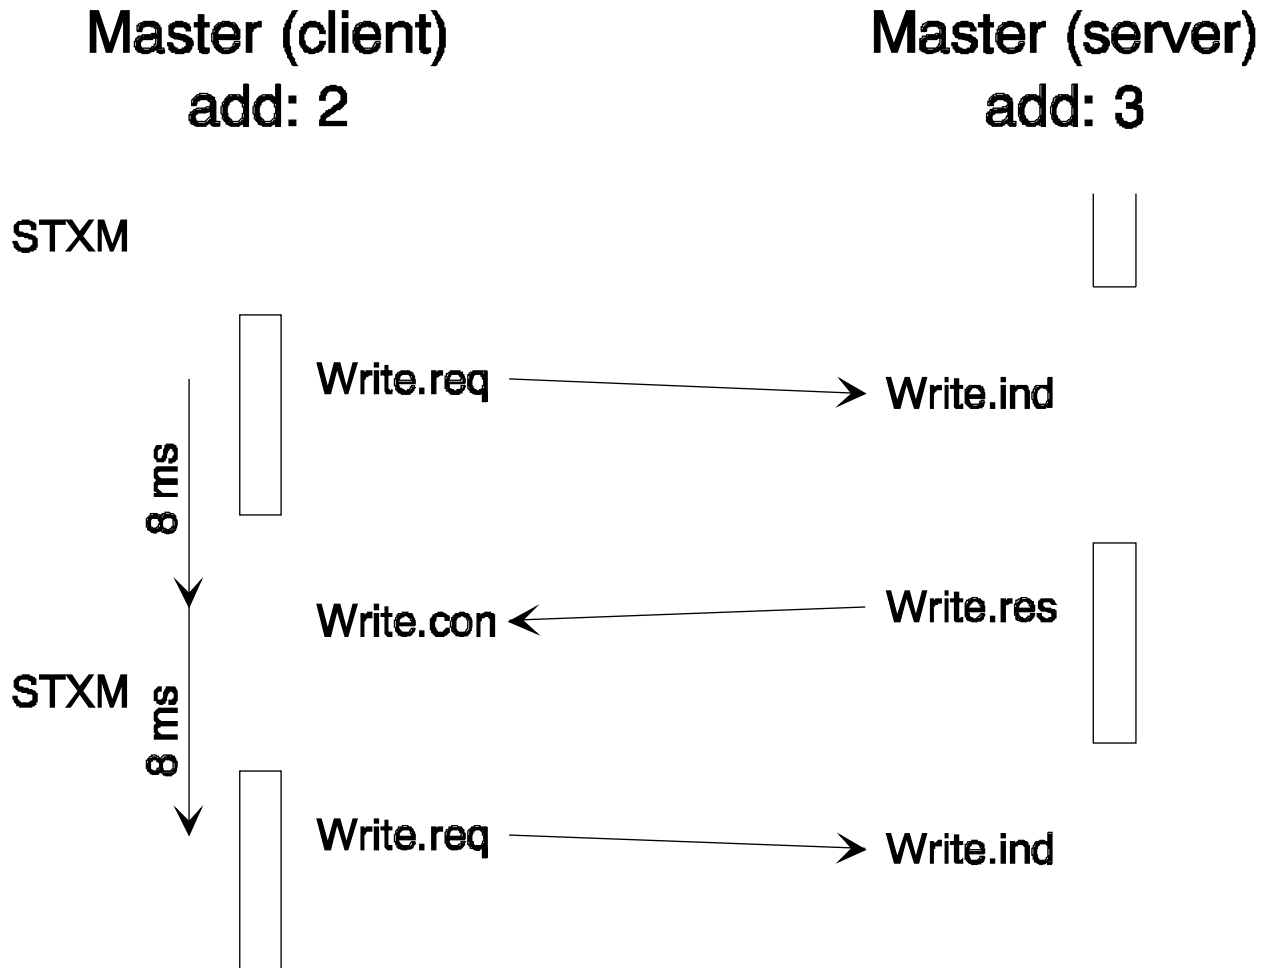 Master (client)
add: 2
Master (server)
add: 3
STXM
Write.req
Write.ind
8 ms
Write.con
Write.res
STXM
8 ms
Write.req
Write.ind